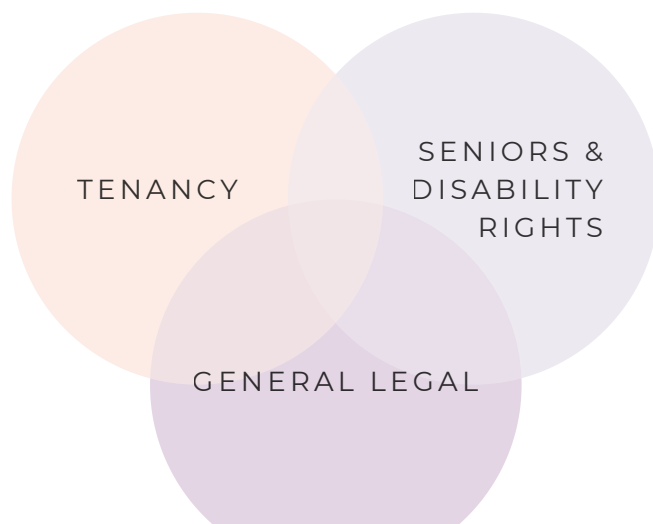 TENANCY
SENIORS &
DISABILITY
RIGHTS
GENERAL LEGAL